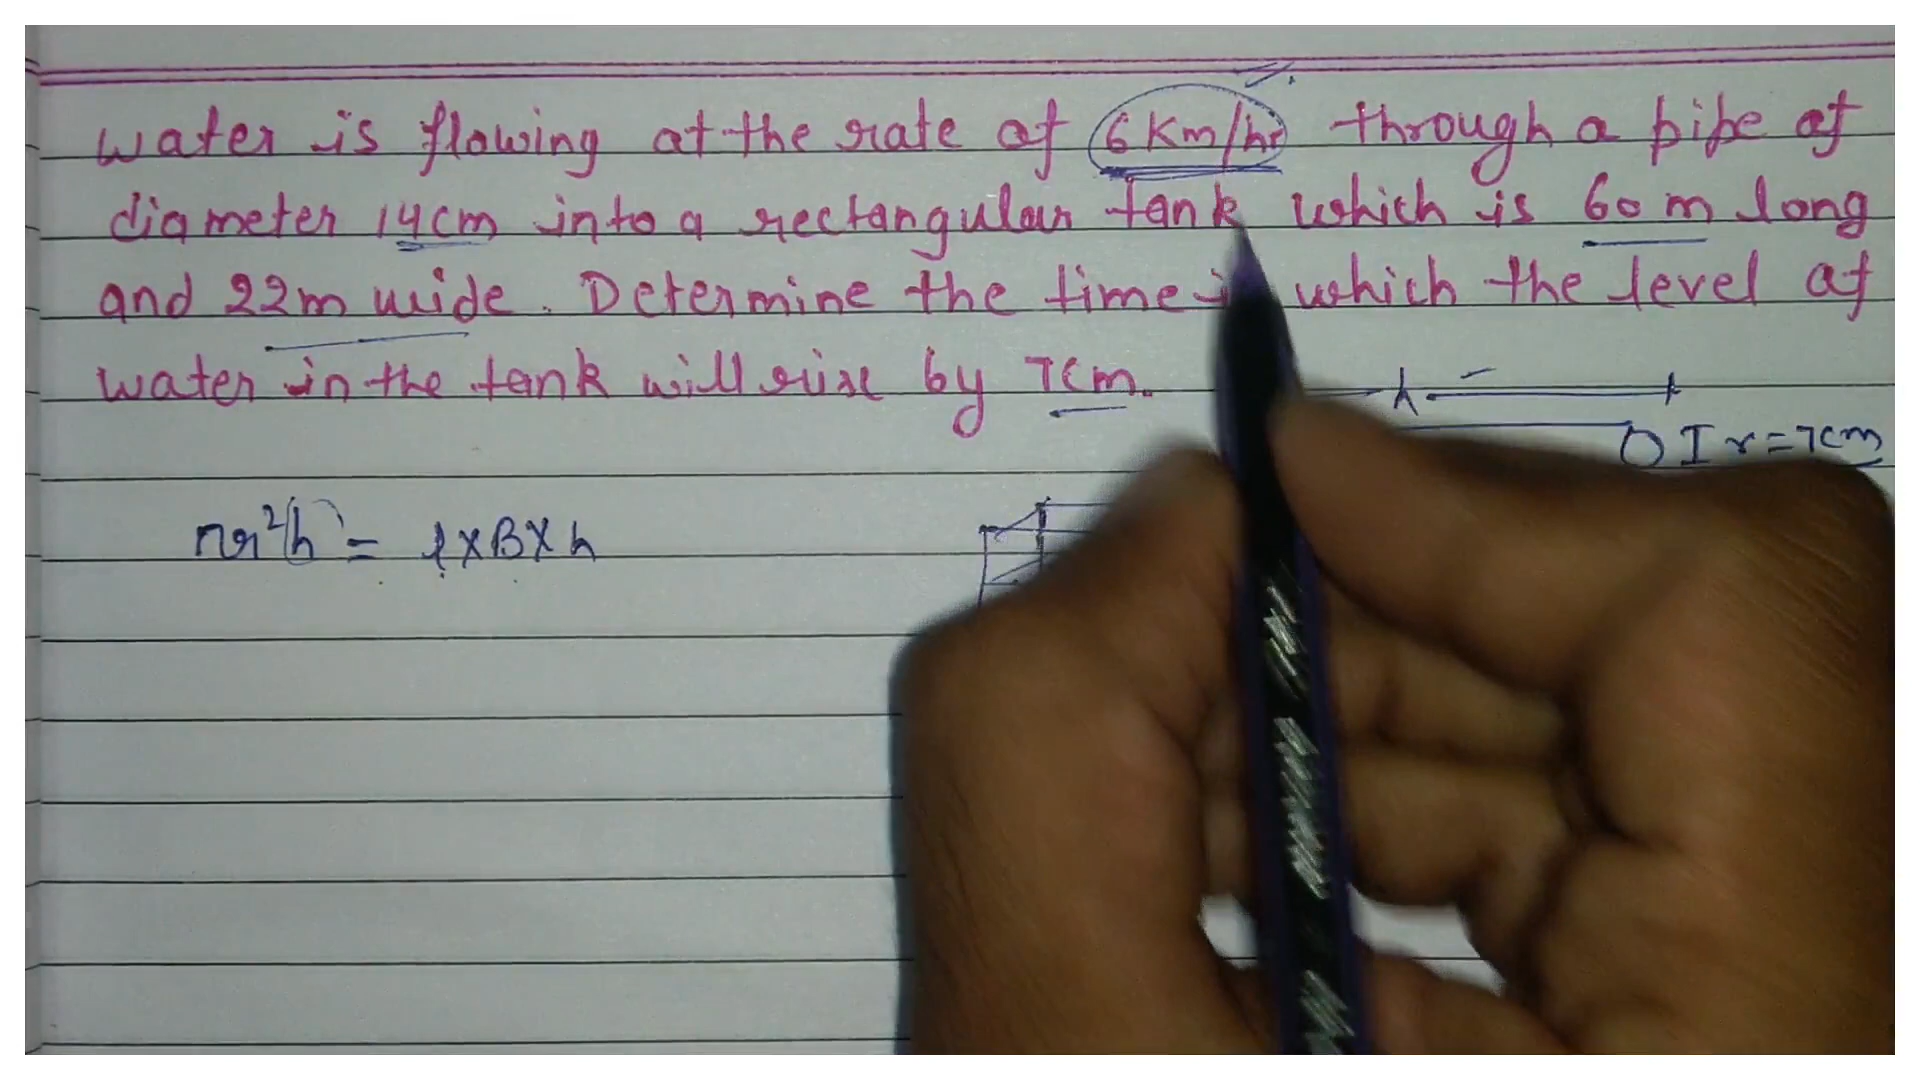 water is flowing at the rate of 6 Km/hr through a pipe of
diameter 14cm into a rectangular tank which is 60 m long
and 22m wide. Determine the time i which the level of
water in the tank will rise by 7cm.
r=7cm
πr²h = l×B×h